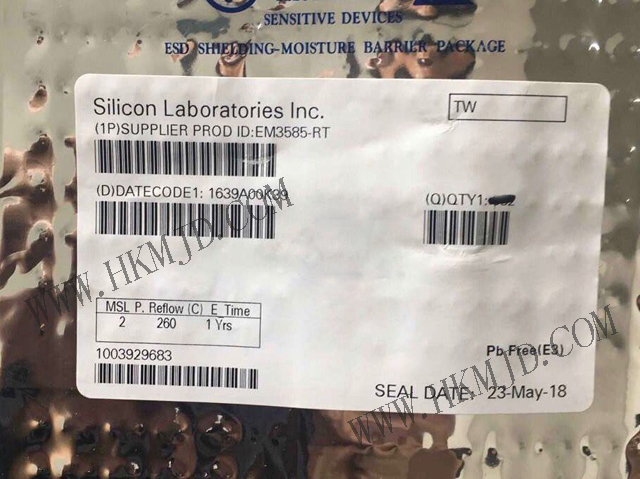 SENSITIVE DEVICES
ESD SHIELDING-MOISTURE BARRIER PACKAGE
Silicon Laboratories Inc.
TW
(1P)SUPPLIER PROD ID:EM3585-RT
(D)DATECODE1: 1639A00K39
(Q)QTY1:
WWW.HKMJD.COM
MSL P. Reflow (C) E_Time
2 260 1 Yrs
1003929683
Pb Free(E3)
SEAL DATE: 23-May-18
WWW.HKMJD.COM